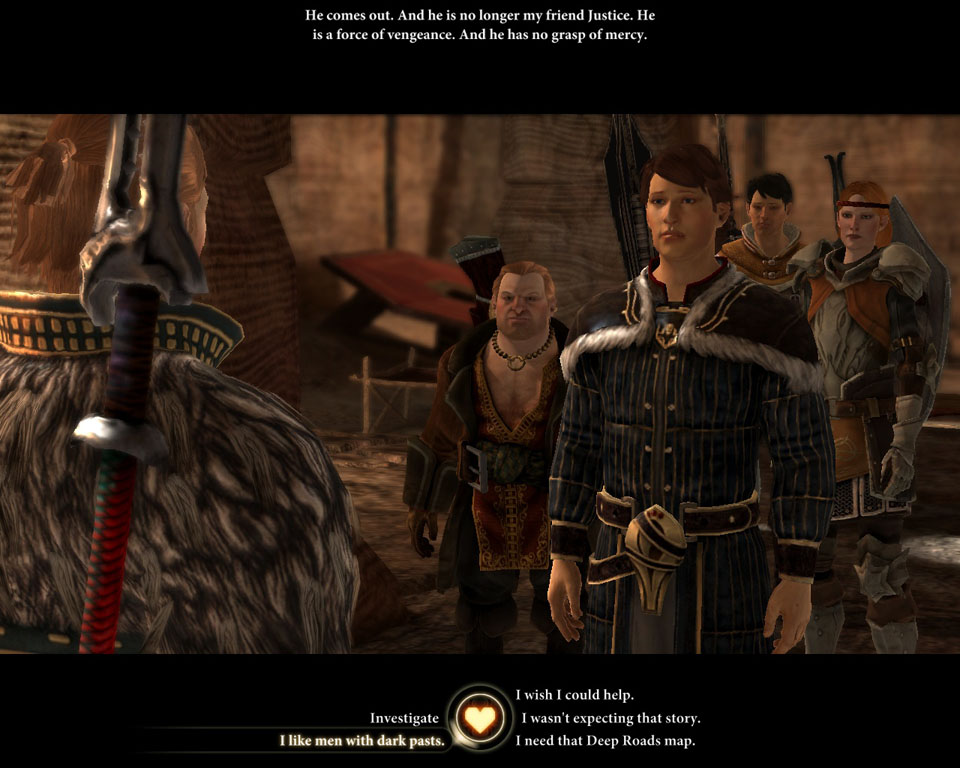 He comes out. And he is no longer my friend Justice. He
is a force of vengeance. And he has no grasp of mercy.
I wish I could help.
Investigate
I wasn't expecting that story.
I like men with dark pasts.
I need that Deep Roads map.